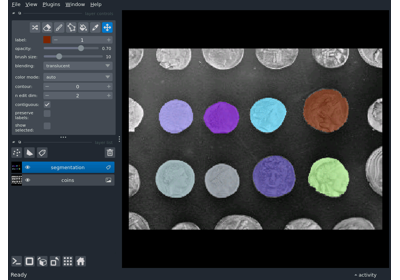 File View Plugins Window Help
label: 1
opacity: 0.70
brush size: 10
blending: translucent
color mode: auto
contour: 0
n edit dim: 2
contiguous:
preserve
labels:
show
selected:
segmentation
coins
Ready
activity